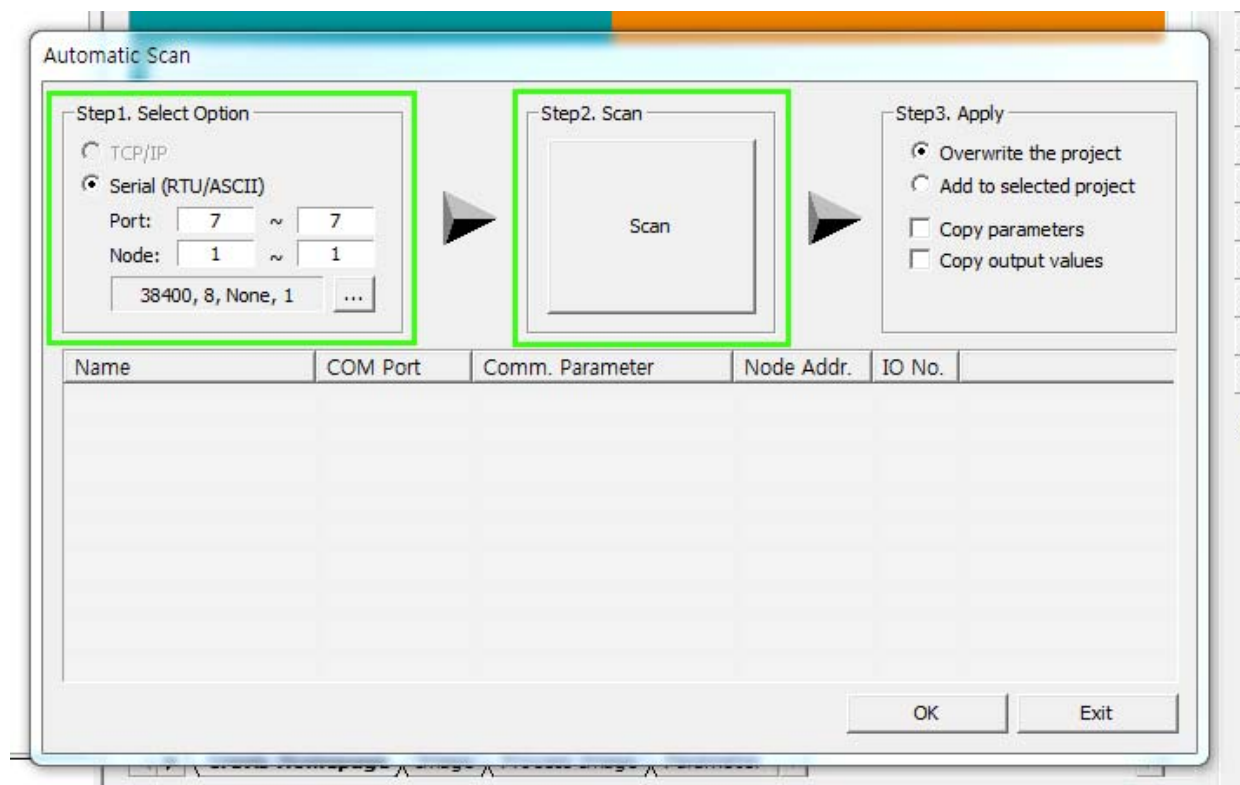 Automatic Scan
Step1. Select Option
TCP/IP
Serial (RTU/ASCII)
Port: 7 ~ 7
Node: 1 ~ 1
38400, 8, None, 1 ...
Step2. Scan
Scan
Step3. Apply
Overwrite the project
Add to selected project
Copy parameters
Copy output values
Name COM Port Comm. Parameter Node Addr. IO No.
OK Exit